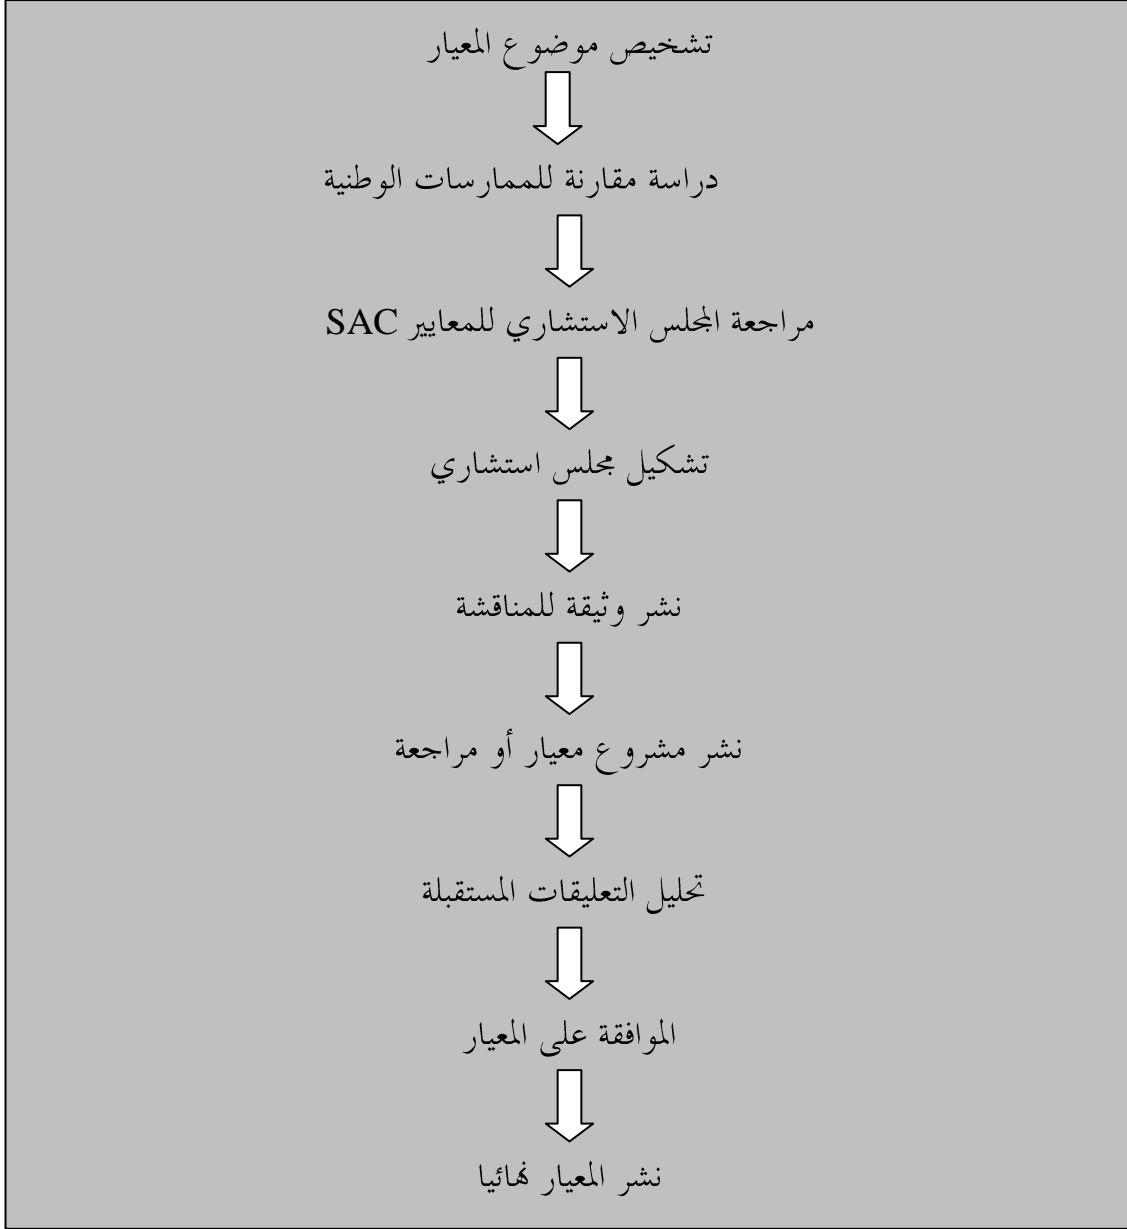 تشخيص موضوع المعيار
دراسة مقارنة للممارسات الوطنية
مراجعة المجلس الاستشاري للمعايير SAC
تشكيل مجلس استشاري
نشر وثيقة للمناقشة
نشر مشروع معيار أو مراجعة
تحليل التعليقات المستقبلة
الموافقة على المعيار
نشر المعيار نهائيا